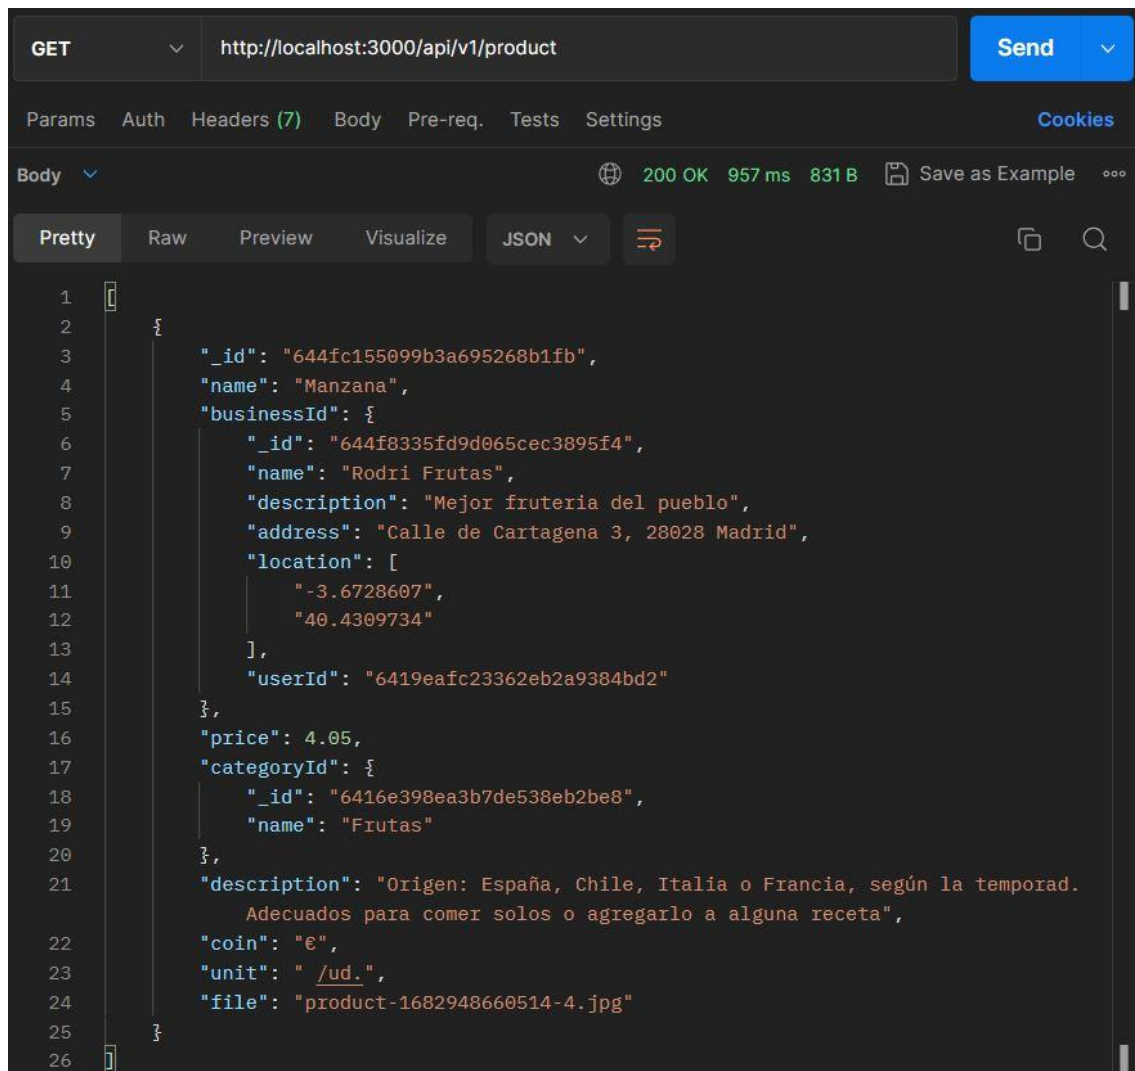 GET http://localhost:3000/api/v1/product Send
Params Auth Headers (7) Body Pre-req. Tests Settings Cookies
Body 200 OK 957 ms 831 B Save as Example
Pretty Raw Preview Visualize JSON
1 [
2 {
3 "_id": "644fc155099b3a695268b1fb",
4 "name": "Manzana",
5 "businessId": {
6 "_id": "644f8335fd9d065cec3895f4",
7 "name": "Rodri Frutas",
8 "description": "Mejor fruteria del pueblo",
9 "address": "Calle de Cartagena 3, 28028 Madrid",
10 "location": [
11 "-3.6728607",
12 "40.4309734"
13 ],
14 "userId": "6419eafc23362eb2a9384bd2"
15 },
16 "price": 4.05,
17 "categoryId": {
18 "_id": "6416e398ea3b7de538eb2be8",
19 "name": "Frutas"
20 },
21 "description": "Origen: España, Chile, Italia o Francia, según la temporad.
Adecuados para comer solos o agregarlo a alguna receta",
22 "coin": "€",
23 "unit": " /ud.",
24 "file": "product-1682948660514-4.jpg"
25 }
26 ]